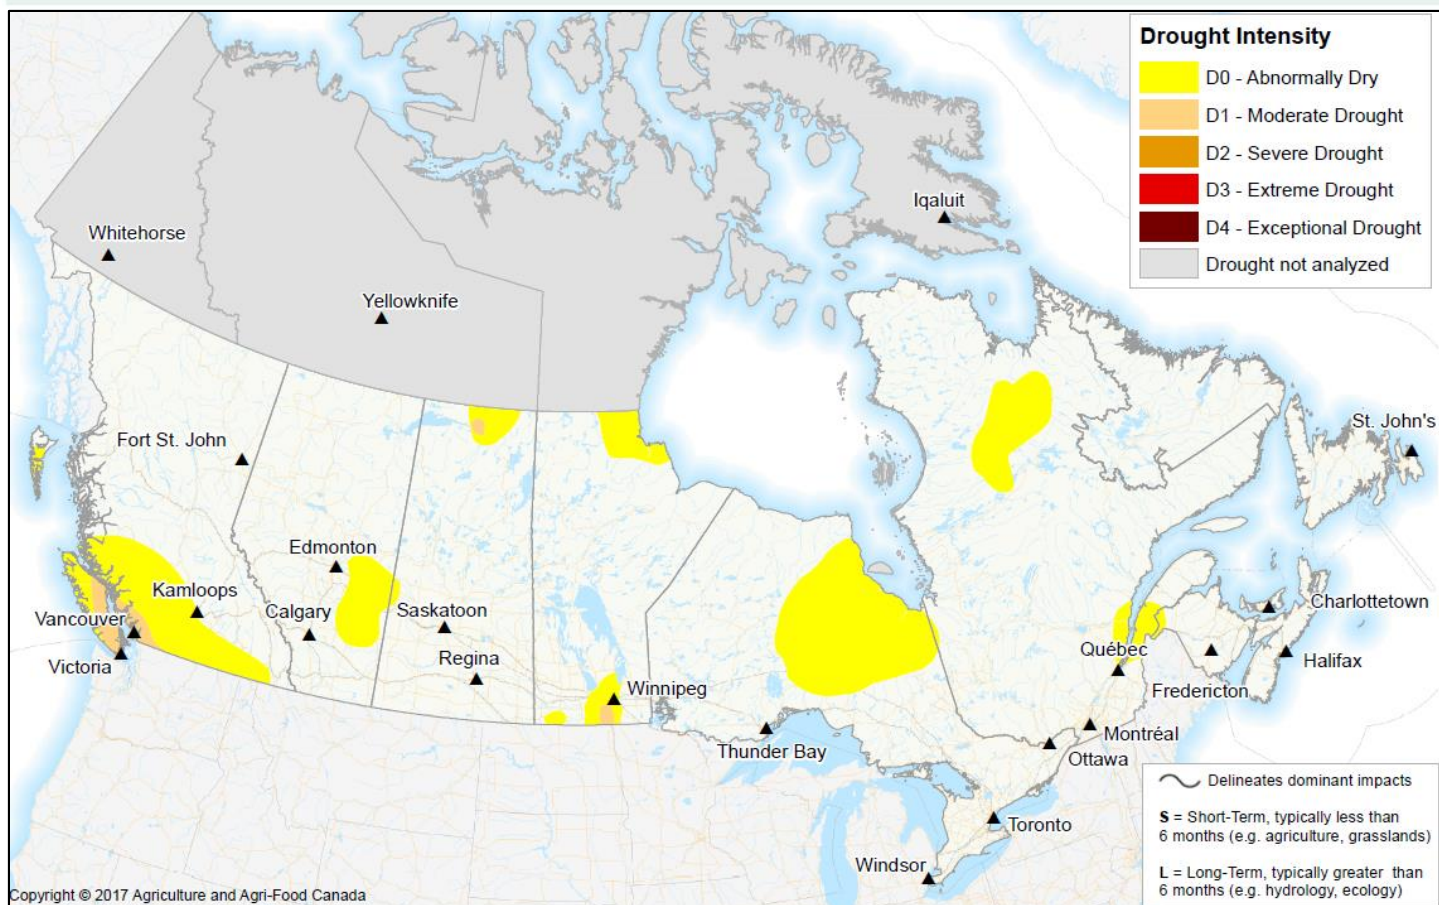 Drought Intensity
D0 - Abnormally Dry
D1 - Moderate Drought
D2 - Severe Drought
D3 - Extreme Drought
D4 - Exceptional Drought
Drought not analyzed
Iqaluit
Whitehorse
Yellowknife
St. John's
Fort St. John
Edmonton
Kamloops
Calgary
Saskatoon
Vancouver
Victoria
Regina
Winnipeg
Charlottetown
Québec
Halifax
Fredericton
Montréal
Thunder Bay
Ottawa
Toronto
Windsor
Delineates dominant impacts
S = Short-Term, typically less than
6 months (e.g. agriculture, grasslands)
L = Long-Term, typically greater than
6 months (e.g. hydrology, ecology)
Copyright © 2017 Agriculture and Agri-Food Canada